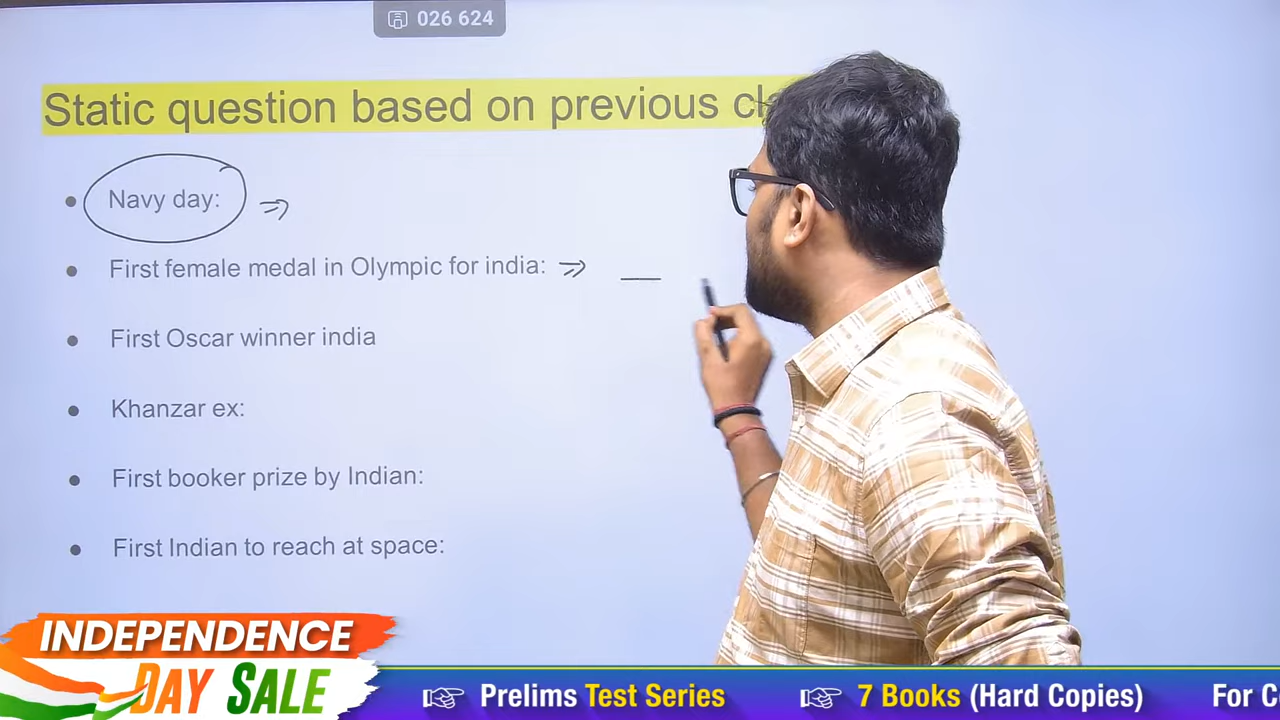 026 624
Static question based on previous
Navy day:
First female medal in Olympic for india:
First Oscar winner india
Khanzar ex:
First booker prize by Indian:
First Indian to reach at space:
INDEPENDENCE
DAY SALE
Prelims Test Series 7 Books (Hard Copies) For